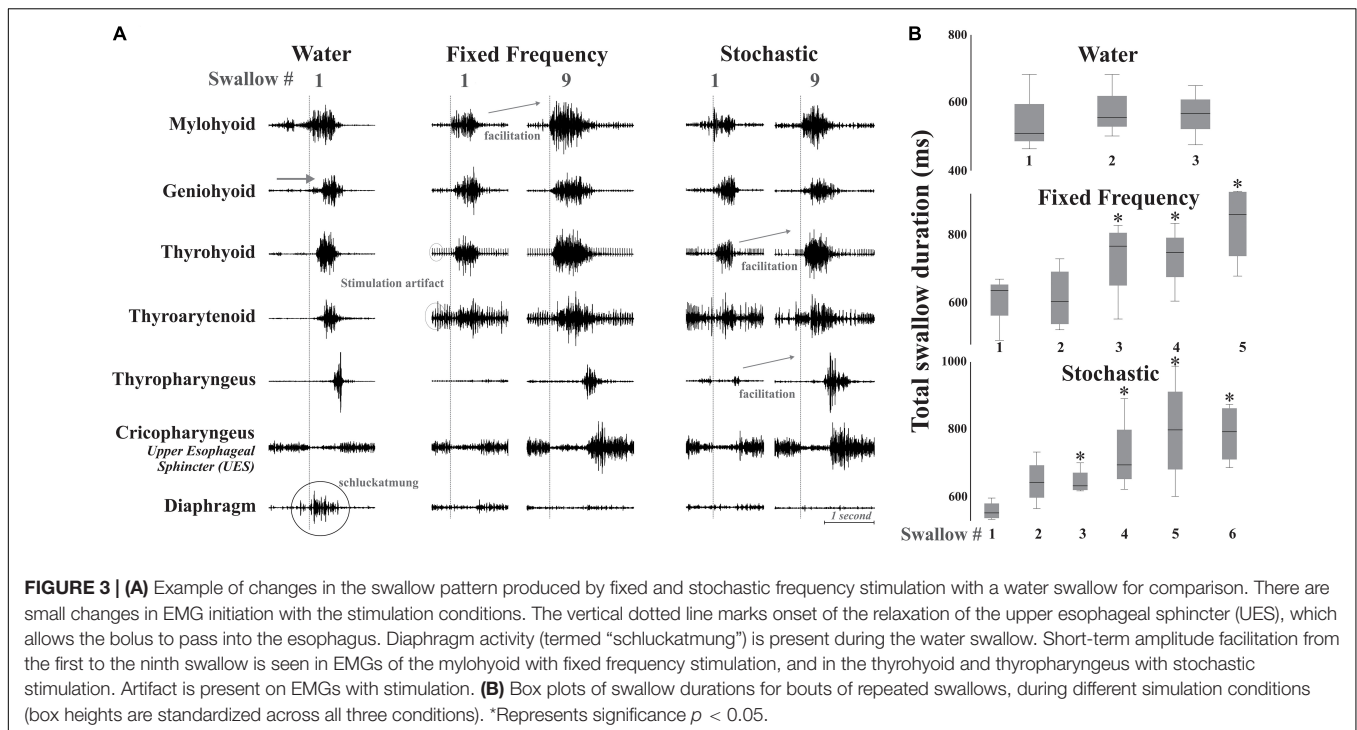 A
Water Fixed Frequency Stochastic
Swallow # 1 1 9 1 9
Mylohyoid
facilitation
Geniohyoid
Thyrohyoid
facilitation
Stimulation artifact
Thyroarytenoid
Thyropharyngeus
facilitation
Cricopharyngeus
Upper Esophageal
Sphincter (UES)
schluckatmung
Diaphragm
1 second
B
Total swallow duration (ms)
800
Water
600
400
1 2 3
Fixed Frequency
* * *
800
600
1 2 3 4 5
1000
Stochastic
* * * *
800
600
Swallow # 1 2 3 4 5 6
FIGURE 3 | (A) Example of changes in the swallow pattern produced by fixed and stochastic frequency stimulation with a water swallow for comparison. There are
small changes in EMG initiation with the stimulation conditions. The vertical dotted line marks onset of the relaxation of the upper esophageal sphincter (UES), which
allows the bolus to pass into the esophagus. Diaphragm activity (termed “schluckatmung”) is present during the water swallow. Short-term amplitude facilitation from
the first to the ninth swallow is seen in EMGs of the mylohyoid with fixed frequency stimulation, and in the thyrohyoid and thyropharyngeus with stochastic
stimulation. Artifact is present on EMGs with stimulation. (B) Box plots of swallow durations for bouts of repeated swallows, during different simulation conditions
(box heights are standardized across all three conditions). *Represents significance p < 0.05.